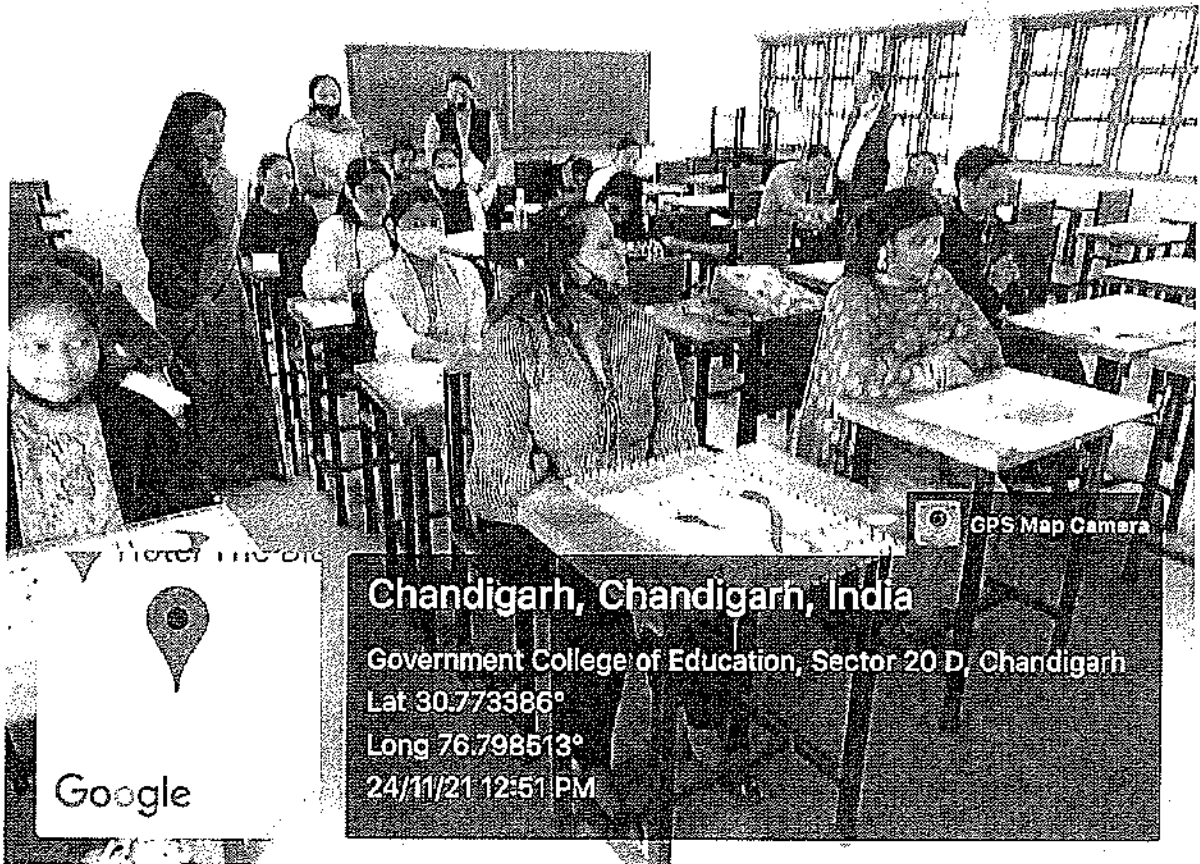 GPS Map Camera
Chandigarh, Chandigarh, India
Government College of Education, Sector 20 D, Chandigarh
Lat 30.773386°
Long 76.798513°
24/11/21 12:51 PM
Google